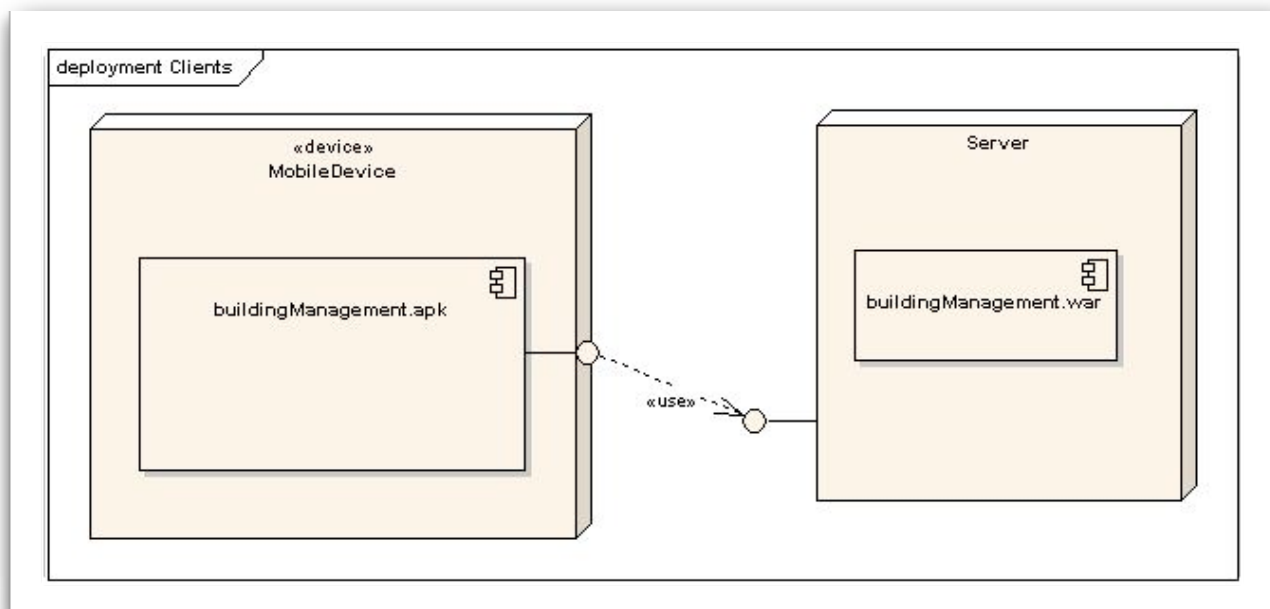 deployment Clients
«device»
MobileDevice
buildingManagement.apk
«use»
Server
buildingManagement.war